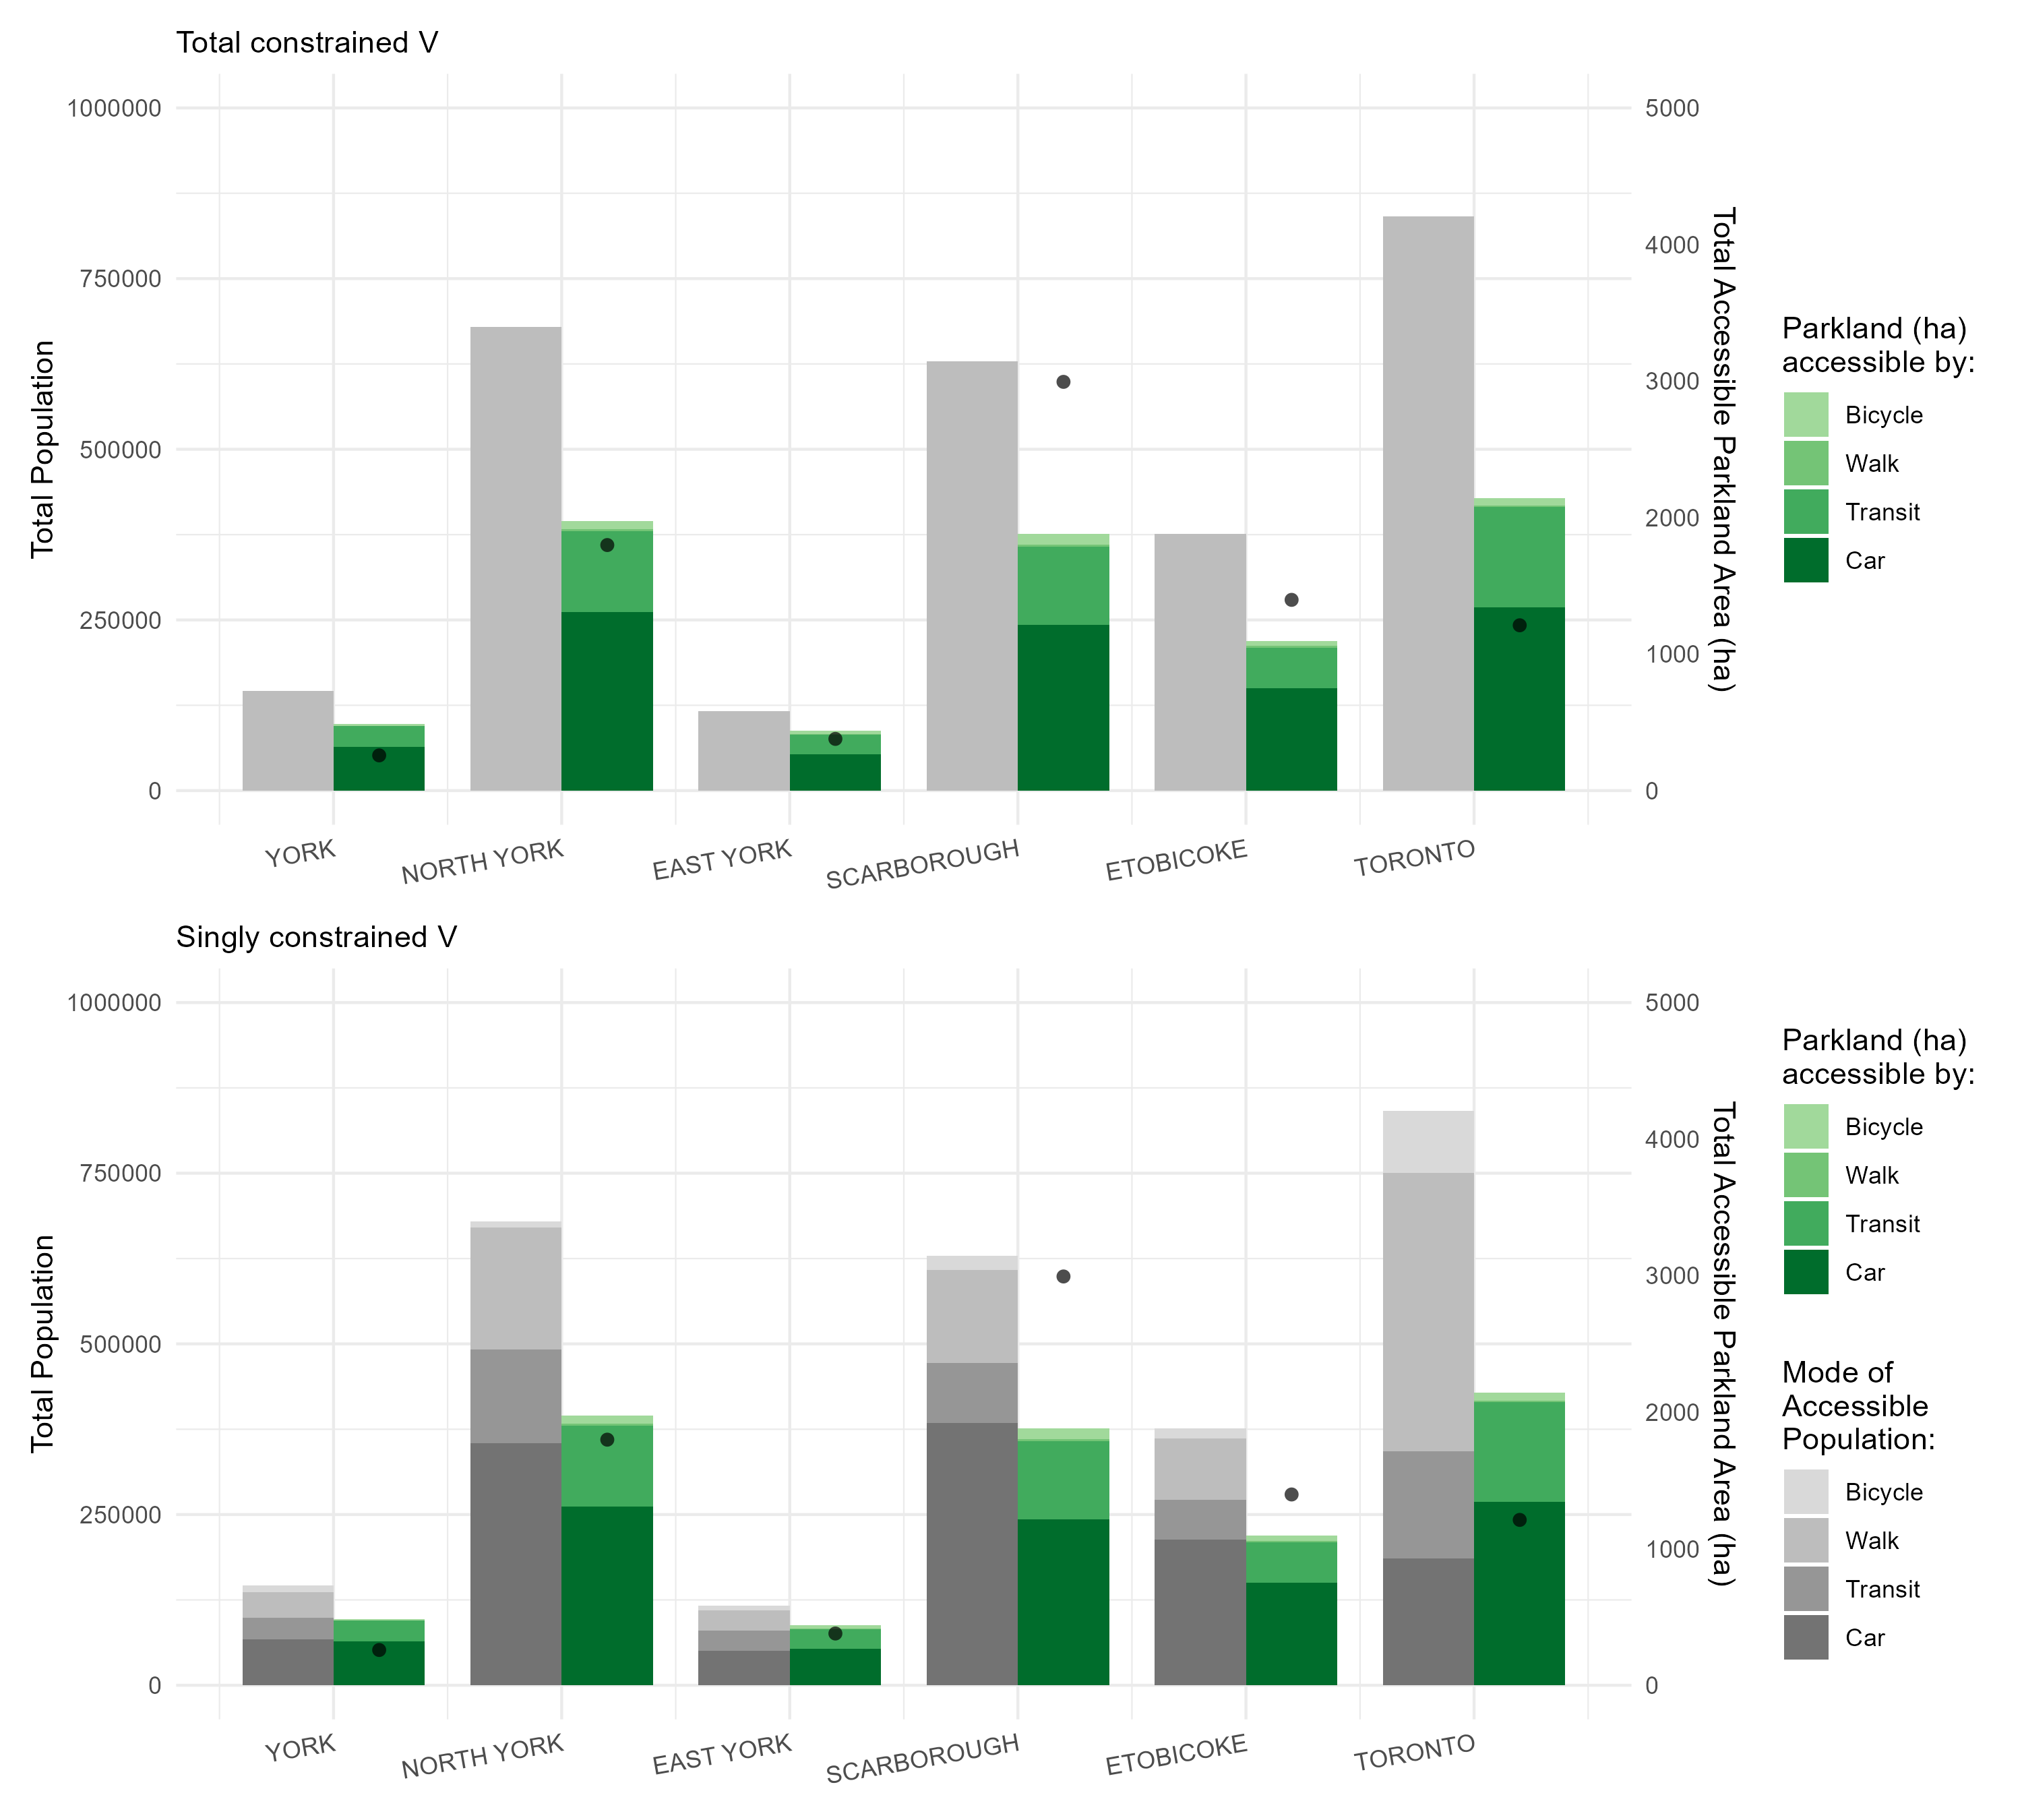 Total constrained V
1000000
750000
500000
250000
0
Total Population
5000
4000
3000
2000
1000
0
Total Accessible Parkland Area (ha)
YORK
NORTH YORK
EAST YORK
SCARBOROUGH
ETOBICOKE
TORONTO
Parkland (ha)
accessible by:
Bicycle
Walk
Transit
Car
Singly constrained V
1000000
750000
500000
250000
0
Total Population
5000
4000
3000
2000
1000
0
Total Accessible Parkland Area (ha)
YORK
NORTH YORK
EAST YORK
SCARBOROUGH
ETOBICOKE
TORONTO
Parkland (ha)
accessible by:
Bicycle
Walk
Transit
Car
Mode of
Accessible
Population:
Bicycle
Walk
Transit
Car